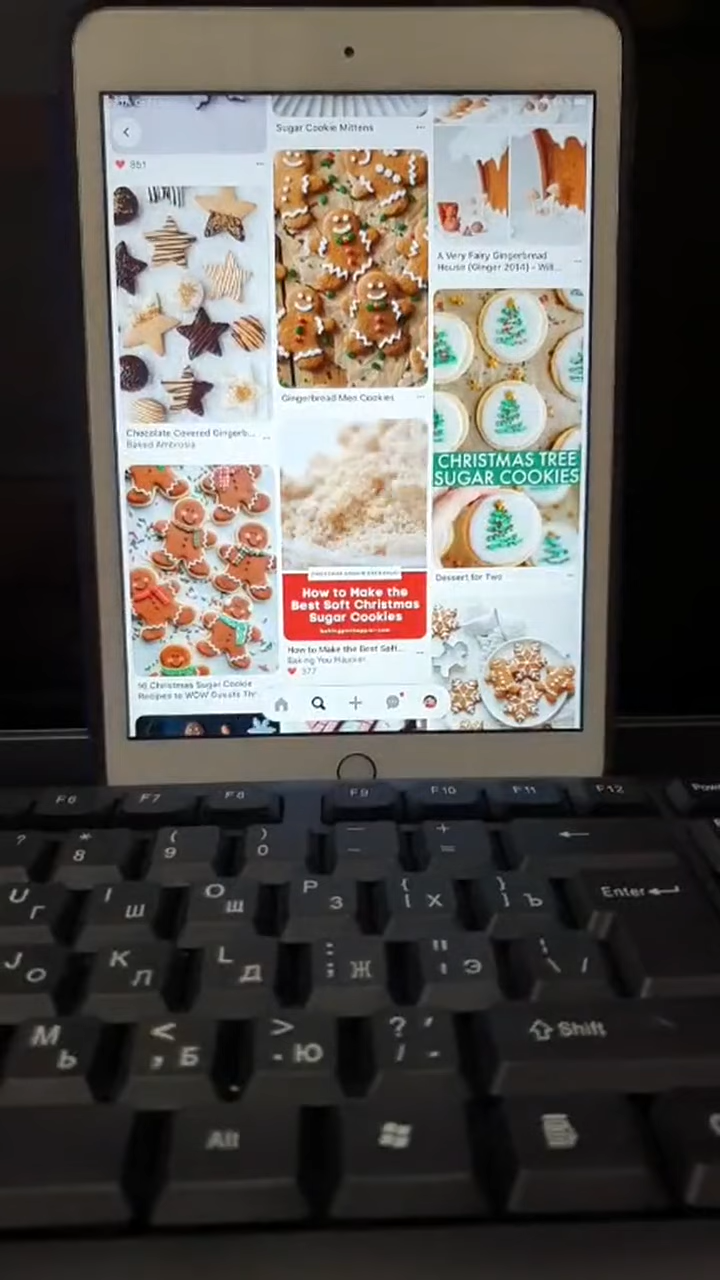 Sugar Cookie Mittens
851
A Very Fairy Gingerbread
House {Ginger 2014} - Will...
Gingerbread Men Cookies
Chocolate Covered Gingerb...
Baked Ambrosia
CHRISTMAS TREE
SUGAR COOKIES
Dessert for Two
How to Make the
Best Soft Christmas
Sugar Cookies
How to Make the Best Soft...
Baking You Happier
377
16 Christmas Sugar Cookie
Recipes to WOW Guests Thi...
F6 F7 F8 F9 F10 F11 F12
? * ( ) — +
8 9 0 - =
U I O P { }
Г Ш Щ З [ Х ] Ъ Enter
J K L : "
О Л Д ; Ж ' Э \ /
M < > ? ,
Ь , Б . Ю / . Shift
Alt